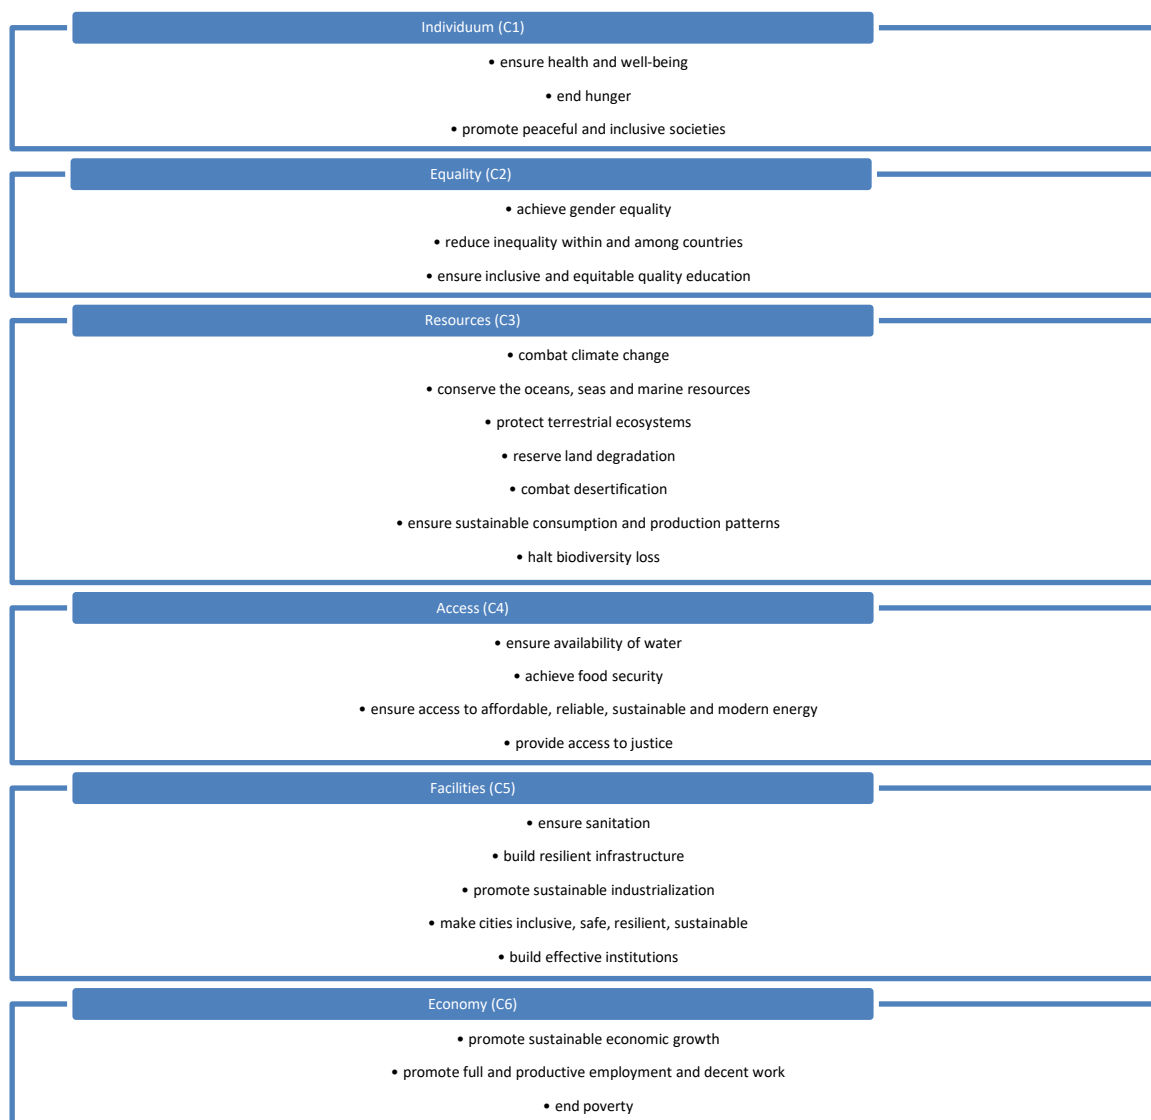 Individuum (C1)
• ensure health and well-being
• end hunger
• promote peaceful and inclusive societies
Equality (C2)
• achieve gender equality
• reduce inequality within and among countries
• ensure inclusive and equitable quality education
Resources (C3)
• combat climate change
• conserve the oceans, seas and marine resources
• protect terrestrial ecosystems
• reserve land degradation
• combat desertification
• ensure sustainable consumption and production patterns
• halt biodiversity loss
Access (C4)
• ensure availability of water
• achieve food security
• ensure access to affordable, reliable, sustainable and modern energy
• provide access to justice
Facilities (C5)
• ensure sanitation
• build resilient infrastructure
• promote sustainable industrialization
• make cities inclusive, safe, resilient, sustainable
• build effective institutions
Economy (C6)
• promote sustainable economic growth
• promote full and productive employment and decent work
• end poverty